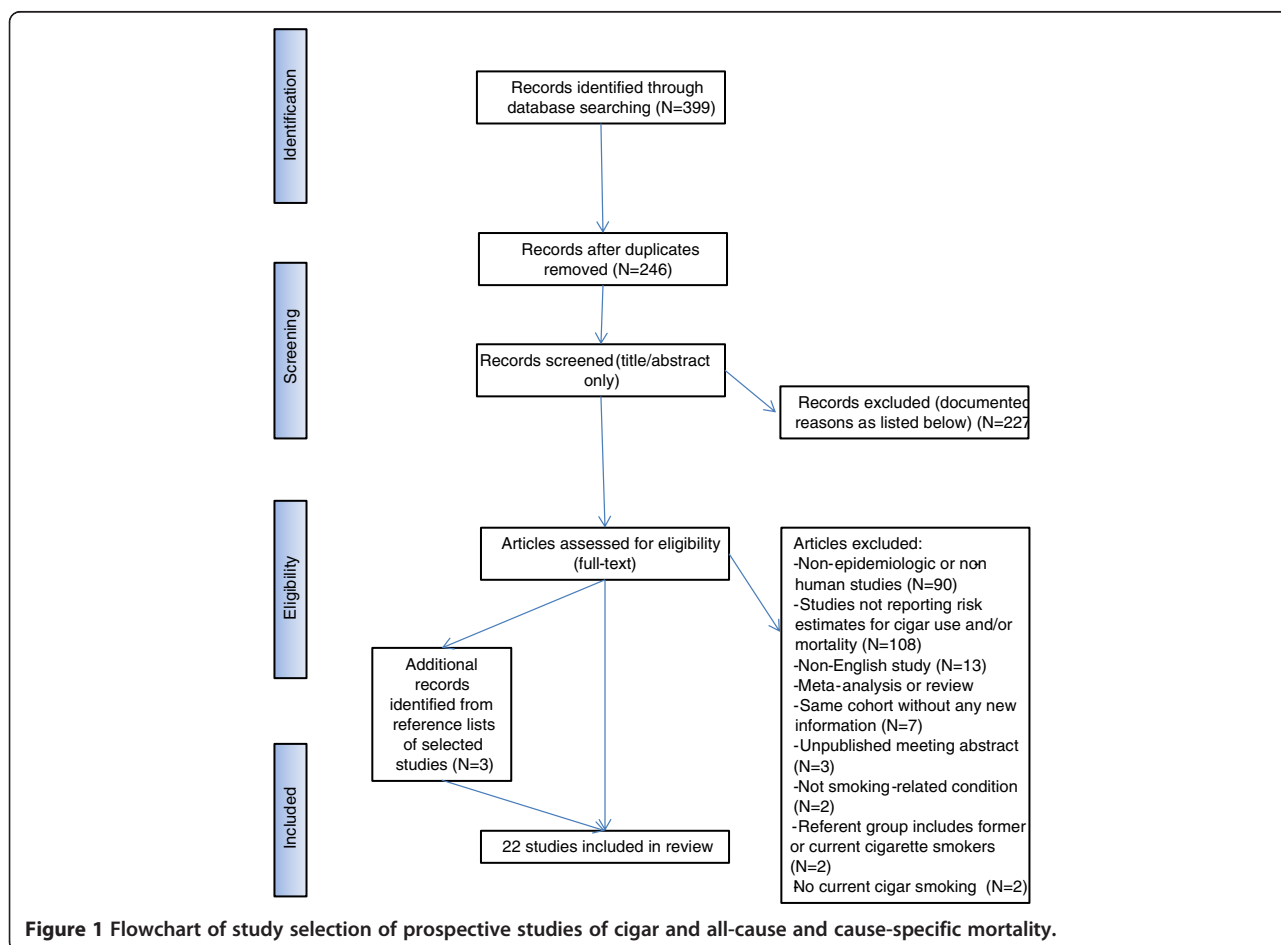 Identification
Records identified through
database searching (N=399)
Screening
Records after duplicates
removed (N=246)
Records screened (title/abstract
only)
Records excluded (documented
reasons as listed below) (N=227
Eligibility
Articles assessed for eligibility
(full-text)
Articles excluded:
-Non-epidemiologic or non-
human studies (N=90)
-Studies not reporting risk
estimates for cigar use and/or
mortality (N=108)
-Non-English study (N=13)
-Meta-analysis or review
-Same cohort without any new
information (N=7)
-Unpublished meeting abstract
(N=3)
-Not smoking-related condition
(N=2)
-Referent group includes former
or current cigarette smokers
(N=2)
-No current cigar smoking (N=2)
Additional
records
identified from
reference lists
of selected
studies (N=3)
Included
22 studies included in review
Figure 1 Flowchart of study selection of prospective studies of cigar and all-cause and cause-specific mortality.